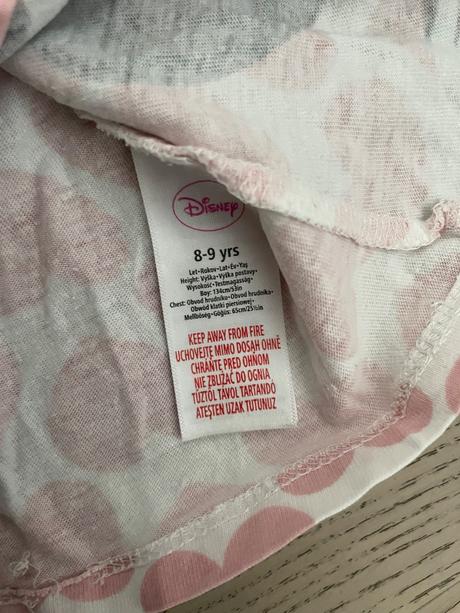 Disney
8-9 yrs
Let•Rokov•Lat•Év•Yaş
Height: Výška•Výška postavy•
Wysokość•Testmagasság•
Boy: 134cm/53in
Chest: Obvod hrudníku•Obvod hrudníka•
Obwód klatki piersiowej•
Mellbőség•Göğüs: 65cm/25½in
KEEP AWAY FROM FIRE
UCHOVEJTE MIMO DOSAH OHNĚ
CHRÁŇTE PRED OHŇOM
NIE ZBLIŻAĆ DO OGNIA
TŰZTŐL TÁVOL TARTANDÓ
ATEŞTEN UZAK TUTUNUZ